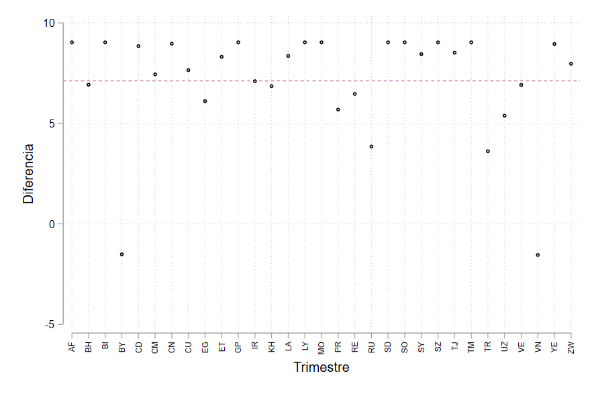 10
5
0
-5
Diferencia
AF BH BI BY CD CM CN CU EG ET GP IR KH LA LY MO PR RE RU SD SO SY SZ TJ TM TR UZ VE VN YE ZW
Trimestre